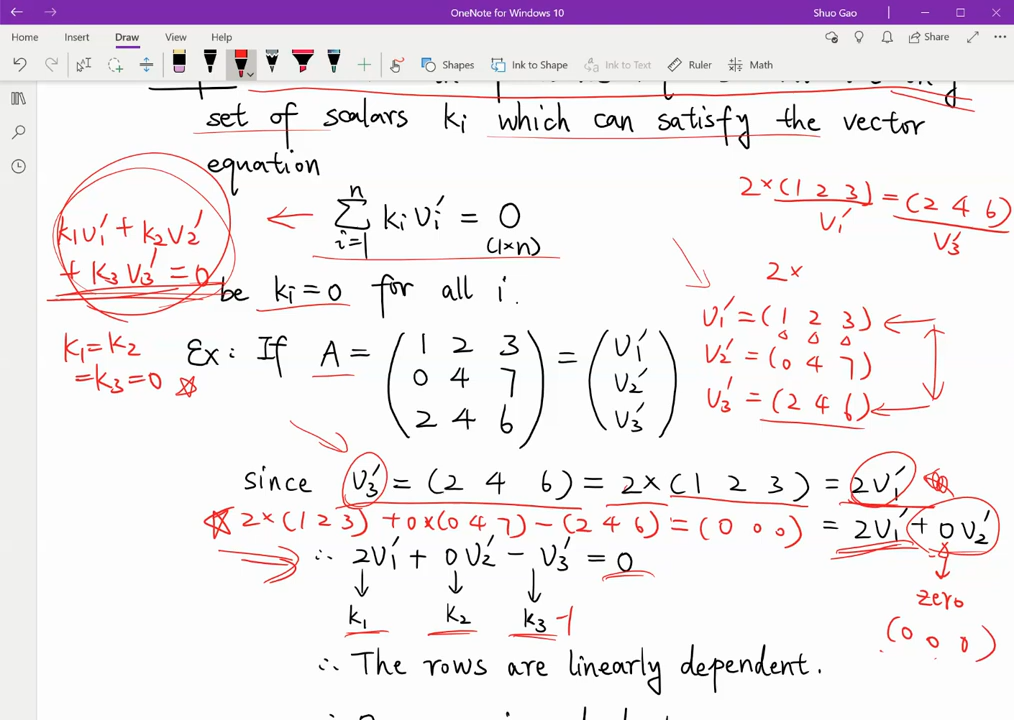 OneNote for Windows 10
Shuo Gao
Home Insert Draw View Help
Share
Shapes Ink to Shape Ink to Text Ruler Math
set of scalars ki which can satisfy the vector
equation
n
∑ ki vi′ = 0
i=1
(1×n)
k1v1′ + k2v2′
+ k3v3′ = 0
2×(1 2 3) = (2 4 6)
v1′ v3′
2×
be ki=0 for all i.
k1=k2
=k3=0 ☆
Ex: If A = ( 1 2 3 ) = ( v1′ )
0 4 7 v2′
2 4 6 v3′
v1′ = (1 2 3)
v2′ = (0 4 7)
v3′ = (2 4 6)
since v3′ = (2 4 6) = 2×(1 2 3) = 2v1′
☆ 2×(1 2 3) + 0×(0 4 7) − (2 4 6) = (0 0 0) = 2v1′ + 0v2′
∴ 2v1′ + 0v2′ − v3′ = 0
zero
(0 0 0)
k1 k2 k3 -1
∴ The rows are linearly dependent.